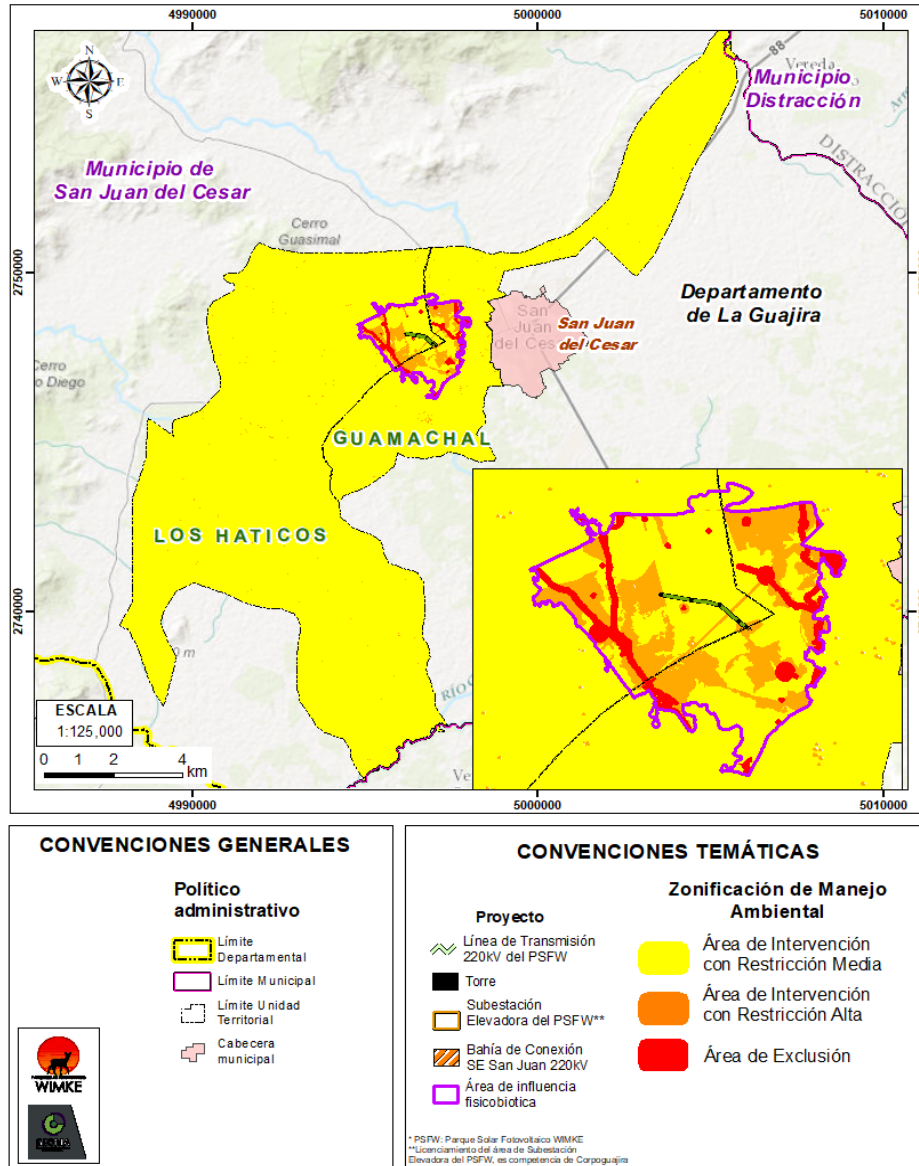 4990000
5000000
5010000
N
W
E
S
88
Vereda
Municipio
Distracción
DISTRACCIÓN
Municipio de
San Juan del Cesar
Cerro
Guasimal
2750000
Departamento
de La Guajira
San
Juan
del Cesar
San Juan
del Cesar
Cerro
o Diego
GUAMACHAL
LOS HATICOS
2740000
0 m
RÍO
ESCALA
1:125,000
0 1 2 4
km
Ve
4990000
5000000
5010000
CONVENCIONES GENERALES
Político
administrativo
Límite
Departamental
Límite Municipal
Límite Unidad
Territorial
Cabecera
municipal
WIMKE
CONVENCIONES TEMÁTICAS
Proyecto
Línea de Transmisión
220kV del PSFW
Torre
Subestación
Elevadora del PSFW**
Bahía de Conexión
SE San Juan 220kV
Área de influencia
fisicobiotica
Zonificación de Manejo
Ambiental
Área de Intervención
con Restricción Media
Área de Intervención
con Restricción Alta
Área de Exclusión
* PSFW: Parque Solar Fotovoltaico WIMKE
**Licenciamiento del área de Subestación
Elevadora del PSFW, es competencia de Corpoguajira